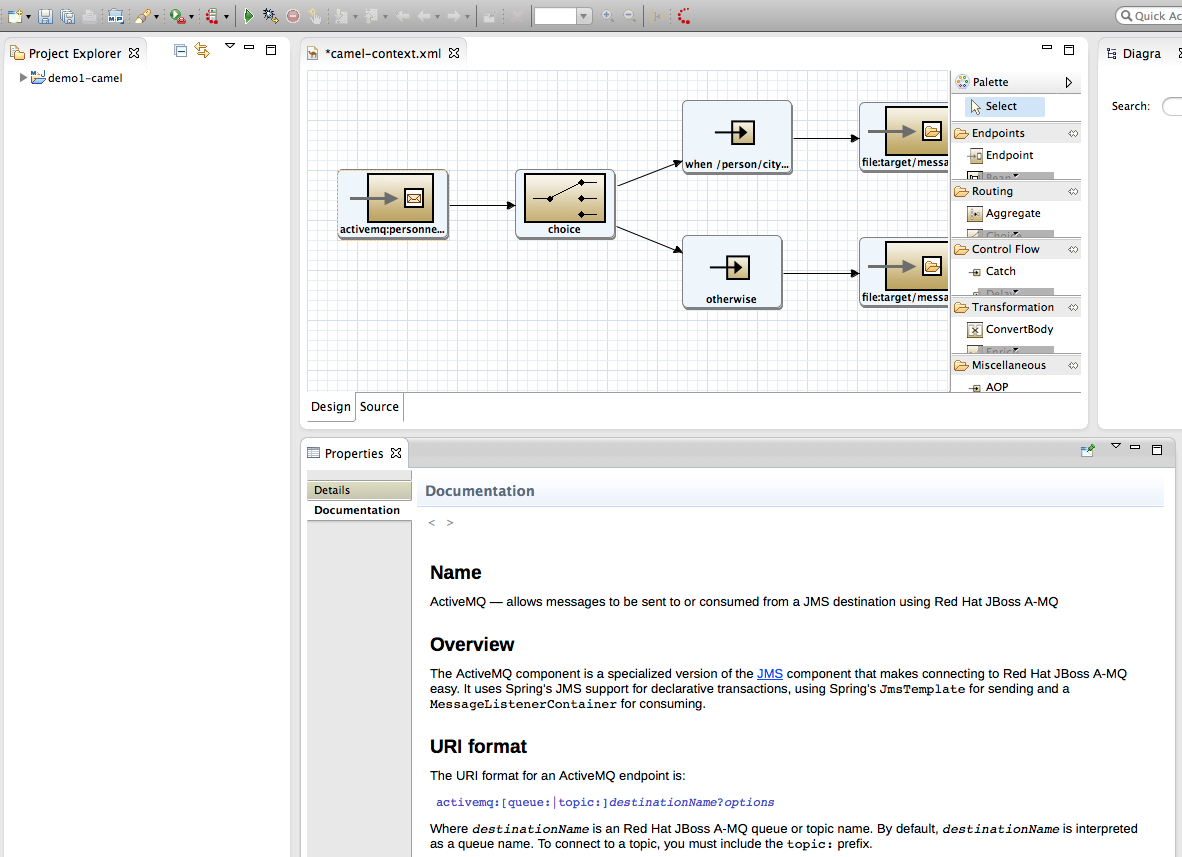 Quick Ac
Project Explorer
demo1-camel
*camel-context.xml
activemq:personne...
choice
when /person/city...
otherwise
file:target/messa
file:target/messa
Palette
Select
Endpoints
Endpoint
Routing
Aggregate
Control Flow
Catch
Transformation
ConvertBody
Miscellaneous
AOP
Design
Source
Diagra
Search:
Properties
Details
Documentation
Documentation
< >
Name
ActiveMQ — allows messages to be sent to or consumed from a JMS destination using Red Hat JBoss A-MQ
Overview
The ActiveMQ component is a specialized version of the JMS component that makes connecting to Red Hat JBoss A-MQ
easy. It uses Spring's JMS support for declarative transactions, using Spring's JmsTemplate for sending and a
MessageListenerContainer for consuming.
URI format
The URI format for an ActiveMQ endpoint is:
activemq:[queue:|topic:]destinationName?options
Where destinationName is an Red Hat JBoss A-MQ queue or topic name. By default, destinationName is interpreted
as a queue name. To connect to a topic, you must include the topic: prefix.